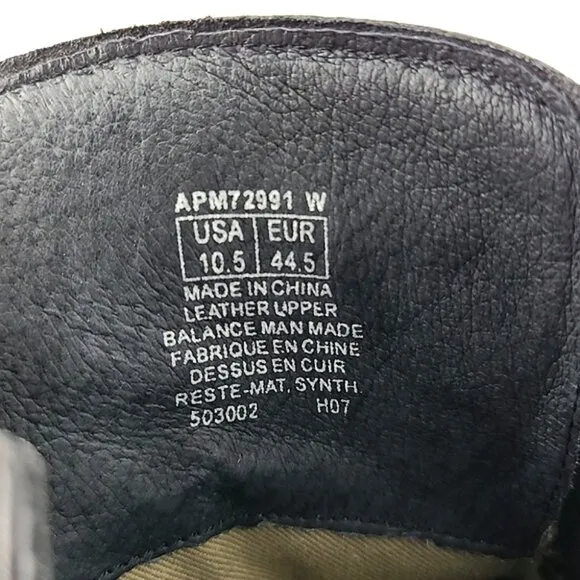 APM72991 W
USA EUR
10.5 44.5
MADE IN CHINA
LEATHER UPPER
BALANCE MAN MADE
FABRIQUE EN CHINE
DESSUS EN CUIR
RESTE-MAT. SYNTH.
503002 H07